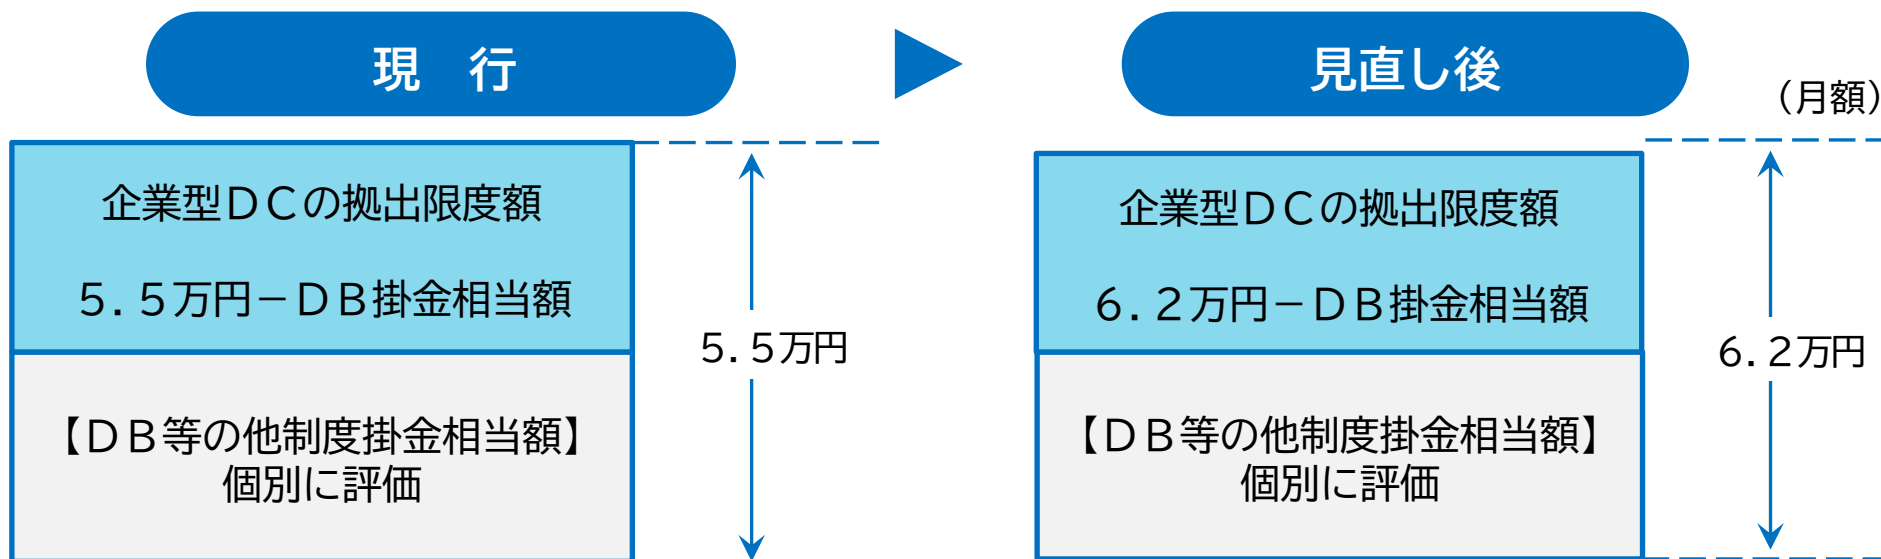 現　行
見直し後
（月額）
企業型ＤＣの拠出限度額
５．５万円－ＤＢ掛金相当額
５．５万円
【ＤＢ等の他制度掛金相当額】
個別に評価
企業型ＤＣの拠出限度額
６．２万円－ＤＢ掛金相当額
６．２万円
【ＤＢ等の他制度掛金相当額】
個別に評価